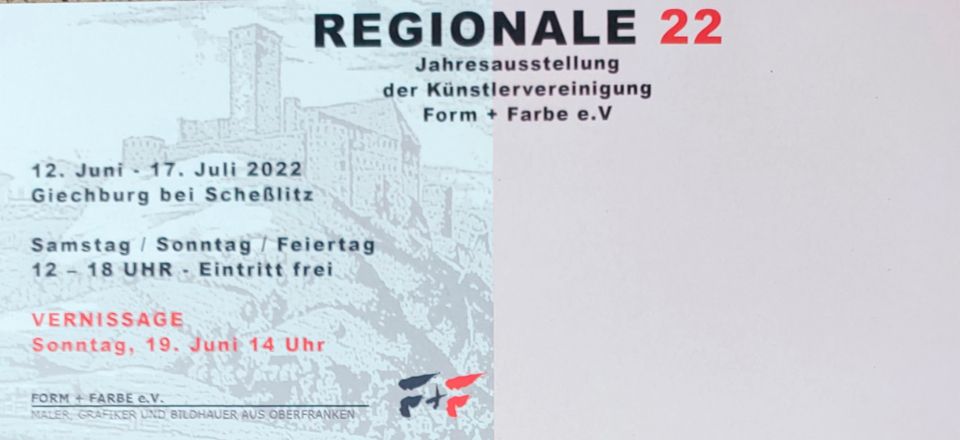 REGIONALE 22
Jahresausstellung
der Künstlervereinigung
Form + Farbe e.V
12. Juni - 17. Juli 2022
Giechburg bei Scheßlitz
Samstag / Sonntag / Feiertag
12 – 18 UHR - Eintritt frei
VERNISSAGE
Sonntag, 19. Juni 14 Uhr
F+F
FORM + FARBE e.V.
MALER, GRAFIKER UND BILDHAUER AUS OBERFRANKEN